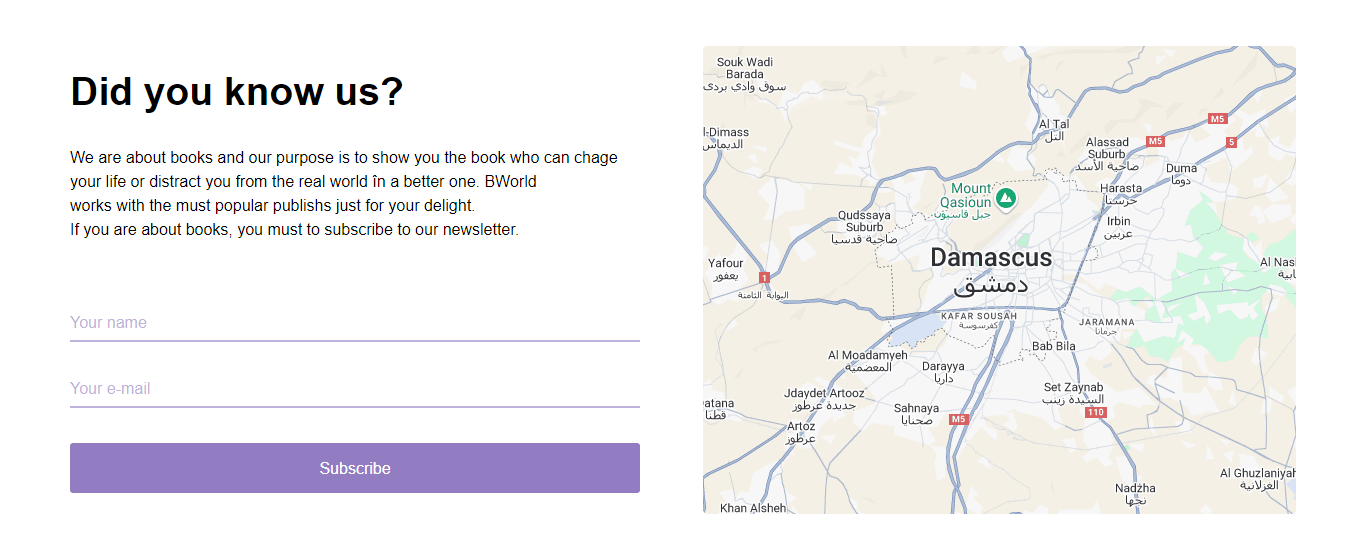 Did you know us?
We are about books and our purpose is to show you the book who can chage
your life or distract you from the real world în a better one. BWorld
works with the must popular publishs just for your delight.
If you are about books, you must to subscribe to our newsletter.
Your name
Your e-mail
Subscribe
Souk Wadi
Barada
سوق وادي بردى
l-Dimass
الديماس
Al Tal
التل
M5
M5
5
Alassad
Suburb
ضاحية الأسد
Duma
دوما
Mount
Qasioun
جبل قاسيون
Harasta
حرستا
Qudssaya
Suburb
ضاحية قدسيا
Irbin
عربين
Damascus
دمشق
Yafour
يعفور
1
البوابة الثامنة
Al Nas
KAFAR SOUSAH
كفرسوسة
JARAMANA
جرمانا
Bab Bila
Al Moadamyeh
المعضمية
Darayya
داريا
Jdaydet Artooz
جديدة عرطوز
Set Zaynab
السيدة زينب
110
atana
قطنا
Sahnaya
صحنايا
M5
Artoz
عرطوز
Al Ghuzlaniyah
الغزلانية
Nadżha
نجها
Khan Alsheh